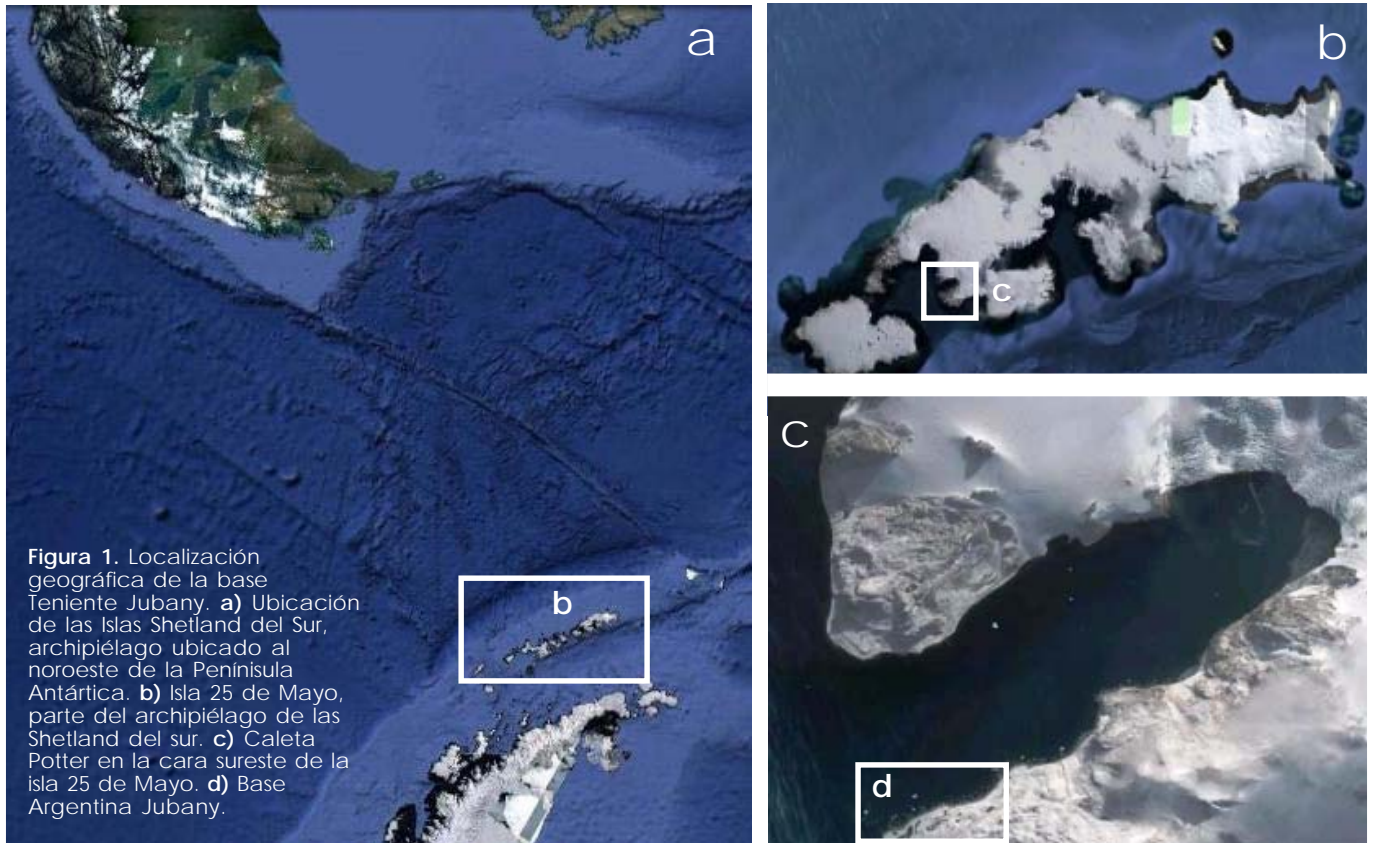 a
b
Figura 1. Localización
geográfica de la base
Teniente Jubany. a) Ubicación
de las Islas Shetland del Sur,
archipiélago ubicado al
noroeste de la Penínisula
Antártica. b) Isla 25 de Mayo,
parte del archipiélago de las
Shetland del sur. c) Caleta
Potter en la cara sureste de la
isla 25 de Mayo. d) Base
Argentina Jubany.
b
c
C
d